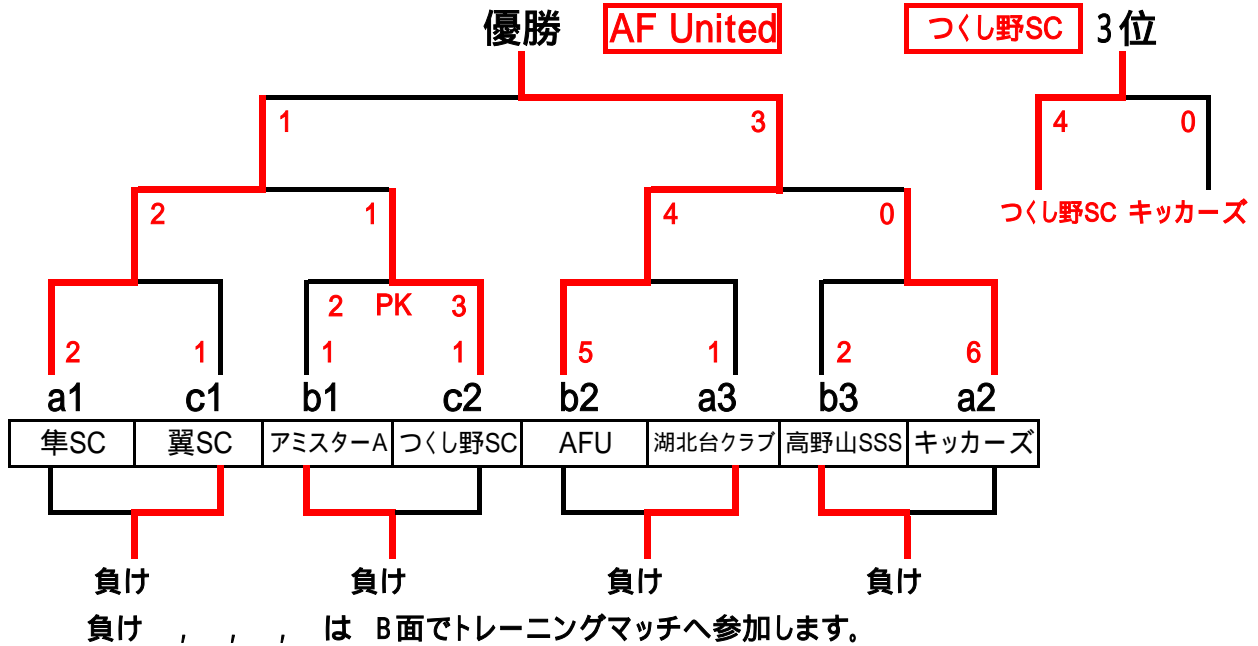 優勝 AF United つくし野SC 3位
1 3 4 0
2 1 4 0 つくし野SC キッカーズ
2 PK 3
2 1 1 1 5 1 2 6
a1 c1 b1 c2 b2 a3 b3 a2
隼SC 翼SC アミスターA つくし野SC AFU 湖北台クラブ 高野山SSS キッカーズ
負け 負け 負け 負け
負け , , , は B面でトレーニングマッチへ参加します。